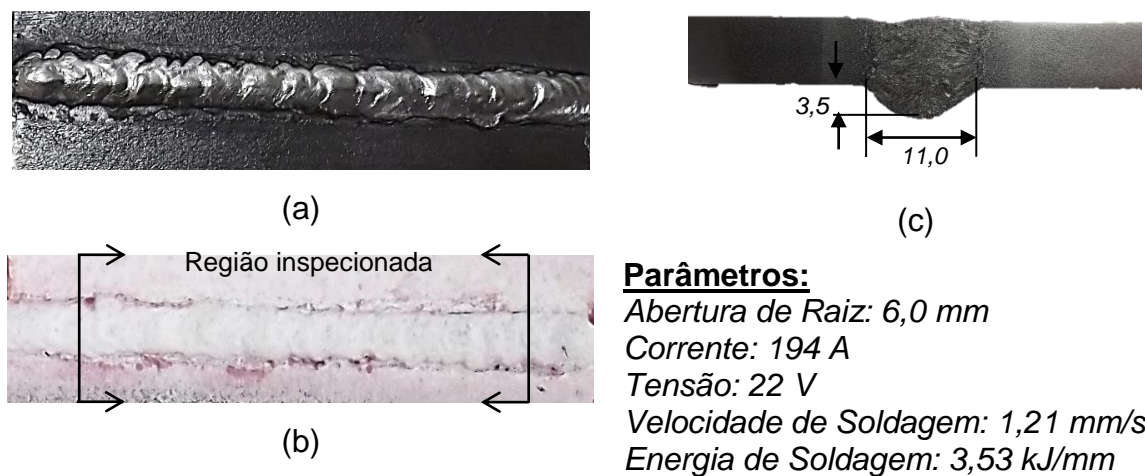 (a)
Região inspecionada
(b)
3,5
11,0
(c)
Parâmetros:
Abertura de Raiz: 6,0 mm
Corrente: 194 A
Tensão: 22 V
Velocidade de Soldagem: 1,21 mm/s
Energia de Soldagem: 3,53 kJ/mm